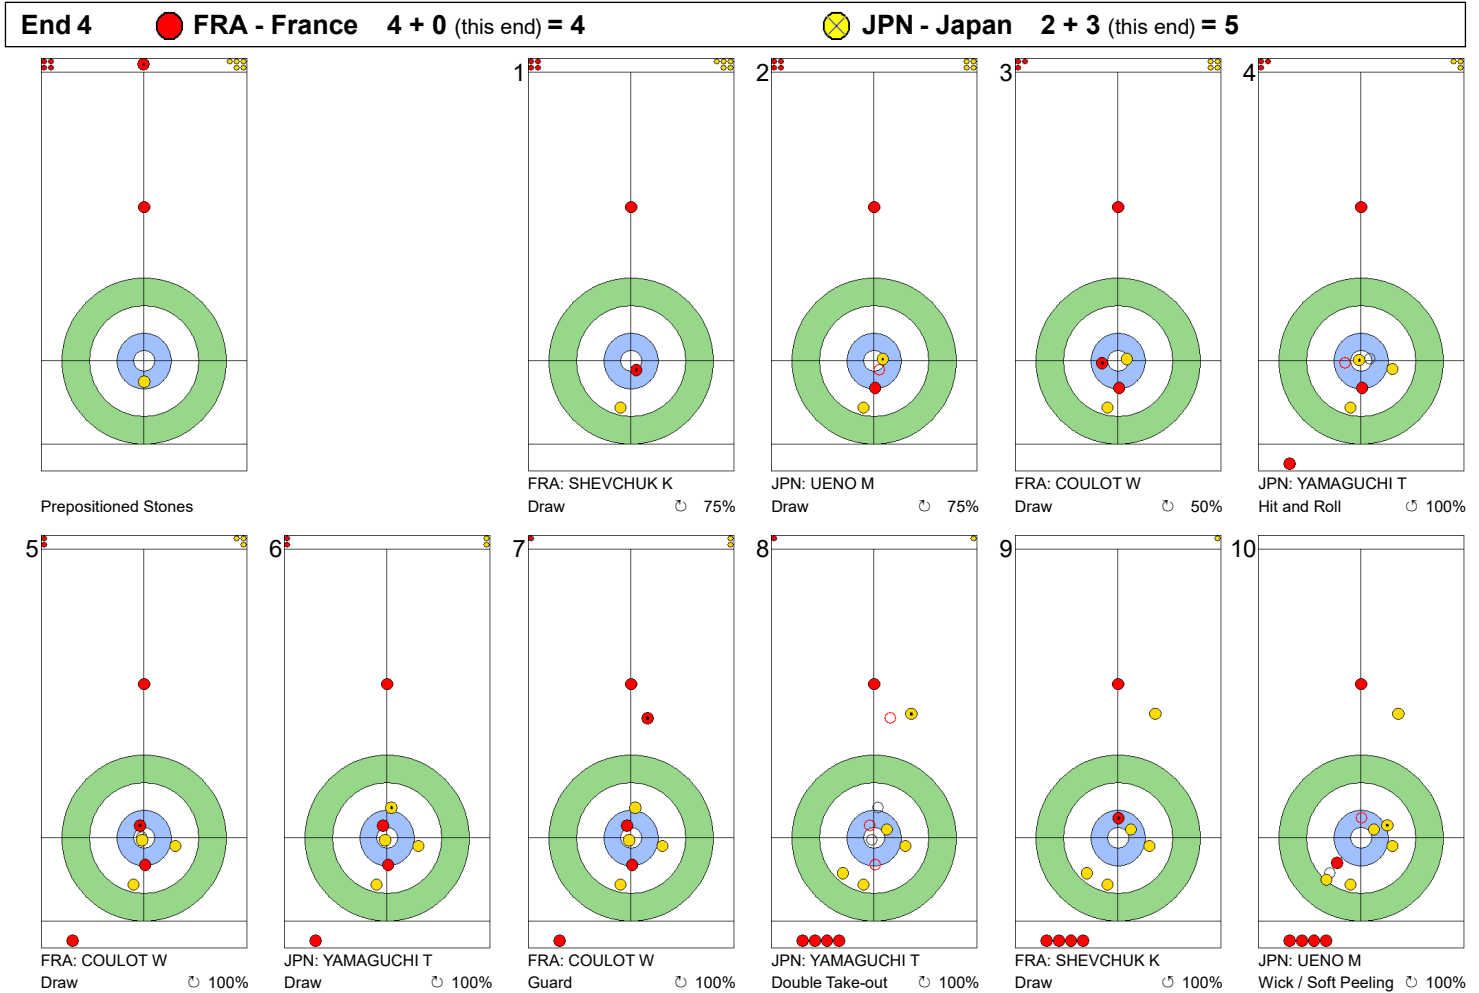 End 4 FRA - France 4 + 0 (this end) = 4 JPN - Japan 2 + 3 (this end) = 5
1 2 3 4
Prepositioned Stones
FRA: SHEVCHUK K
Draw ↻ 75%
JPN: UENO M
Draw ↻ 75%
FRA: COULOT W
Draw ↻ 50%
JPN: YAMAGUCHI T
Hit and Roll ↺ 100%
5 6 7 8 9 10
FRA: COULOT W
Draw ↻ 100%
JPN: YAMAGUCHI T
Draw ↻ 100%
FRA: COULOT W
Guard ↻ 100%
JPN: YAMAGUCHI T
Double Take-out ↺ 100%
FRA: SHEVCHUK K
Draw ↻ 100%
JPN: UENO M
Wick / Soft Peeling ↻ 100%